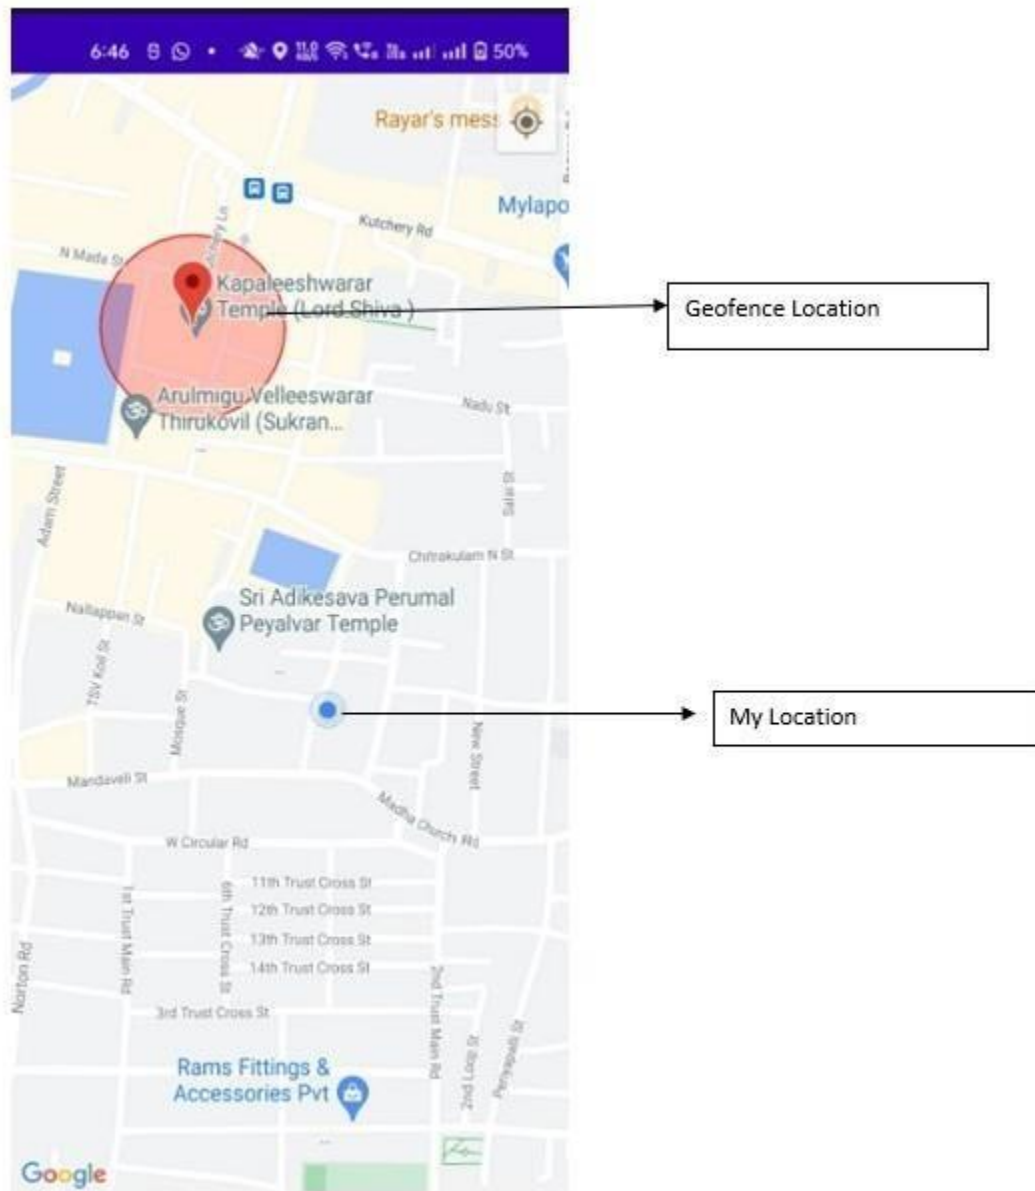 6:46
50%
Rayar's mess
Mylapo
Kutchery Rd
N Mada St
Kapaleeshwarar
Temple (Lord Shiva )
Geofence Location
Arulmigu Velleeswarar
Thirukovil (Sukran...
Nadu St
Adam Street
Chitrakulam N St
Sri Adikesava Perumal
Peyalvar Temple
Nallappan St
TSV Koil St
Mosque St
My Location
New Street
Mandaveli St
Madha Church Rd
W Circular Rd
11th Trust Cross St
12th Trust Cross St
13th Trust Cross St
14th Trust Cross St
1st Trust Main Rd
6th Trust Cross St
2nd Trust Main Rd
Norton Rd
3rd Trust Cross St
2nd Loop St
Rams Fittings &
Accessories Pvt
Google